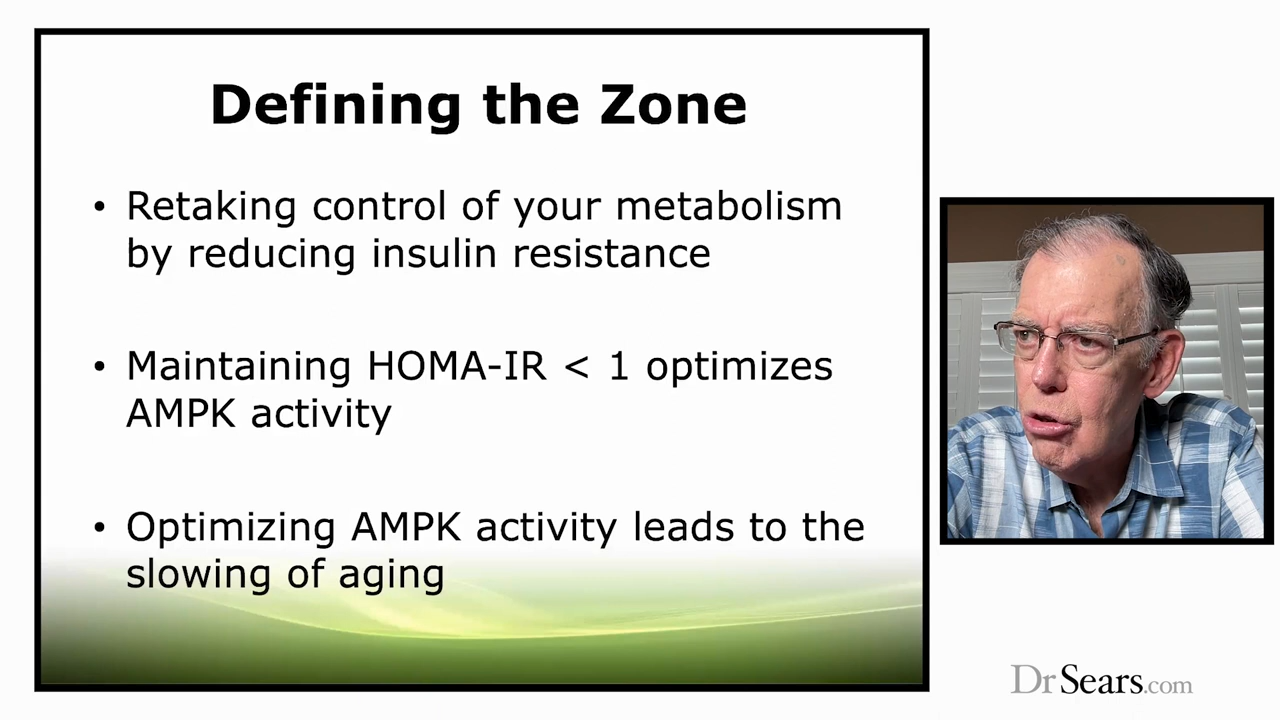 Defining the Zone
• Retaking control of your metabolism
by reducing insulin resistance
• Maintaining HOMA-IR < 1 optimizes
AMPK activity
• Optimizing AMPK activity leads to the
slowing of aging
DrSears.com